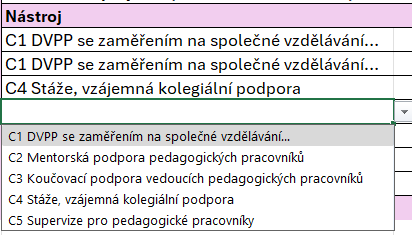 Nástroj
C1 DVPP se zaměřením na společné vzdělávání...
C1 DVPP se zaměřením na společné vzdělávání...
C4 Stáže, vzájemná kolegiální podpora
C1 DVPP se zaměřením na společné vzdělávání...
C2 Mentorská podpora pedagogických pracovníků
C3 Koučovací podpora vedoucích pedagogických pracovníků
C4 Stáže, vzájemná kolegiální podpora
C5 Supervize pro pedagogické pracovníky